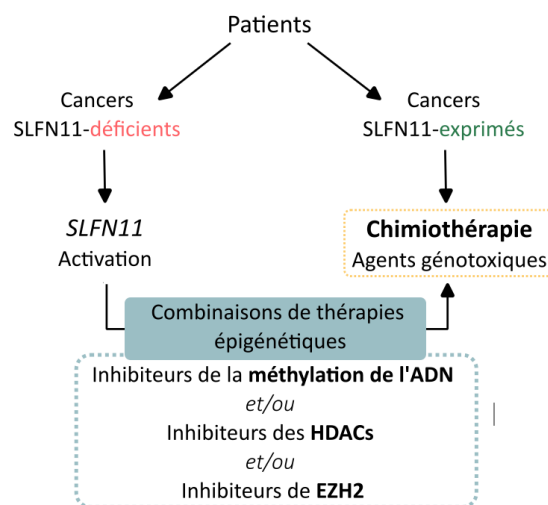 Patients
Cancers
SLFN11-déficients
Cancers
SLFN11-exprimés
SLFN11
Activation
Chimiothérapie
Agents génotoxiques
Combinaisons de thérapies
épigénétiques
Inhibiteurs de la méthylation de l'ADN
et/ou
Inhibiteurs des HDACs
et/ou
Inhibiteurs de EZH2